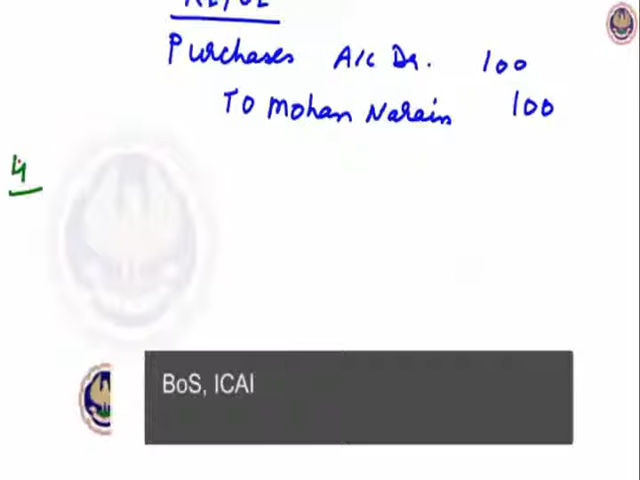 Purchases A/c Dr. 100
To Mohan Narain 100
4
BoS, ICAI